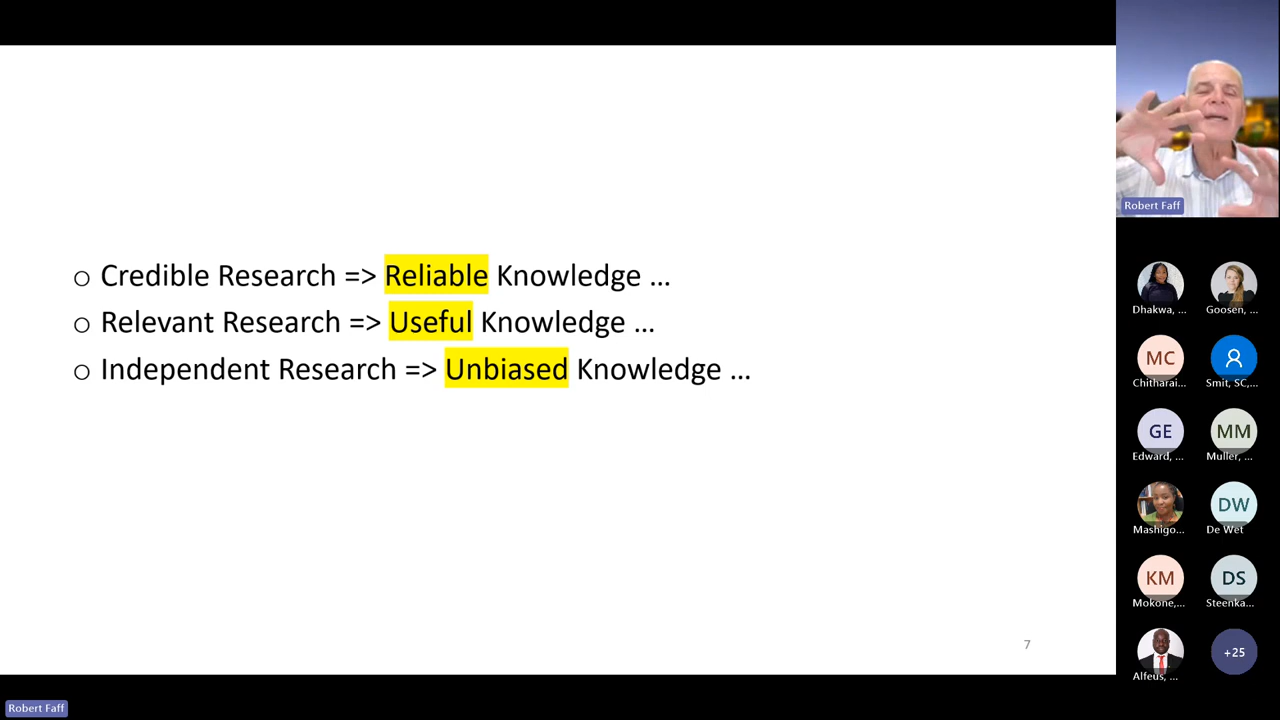 o Credible Research => Reliable Knowledge ...
o Relevant Research => Useful Knowledge ...
o Independent Research => Unbiased Knowledge ...
7
Robert Faff
Dhakwa, ...
Goosen, ...
MC
Chitharai...
Smit, SC,...
GE
MM
Edward, ...
Muller, ...
Mashigo...
DW
De Wet
KM
DS
Mokone,...
Steenka...
+25
Alfeus, ...
Robert Faff